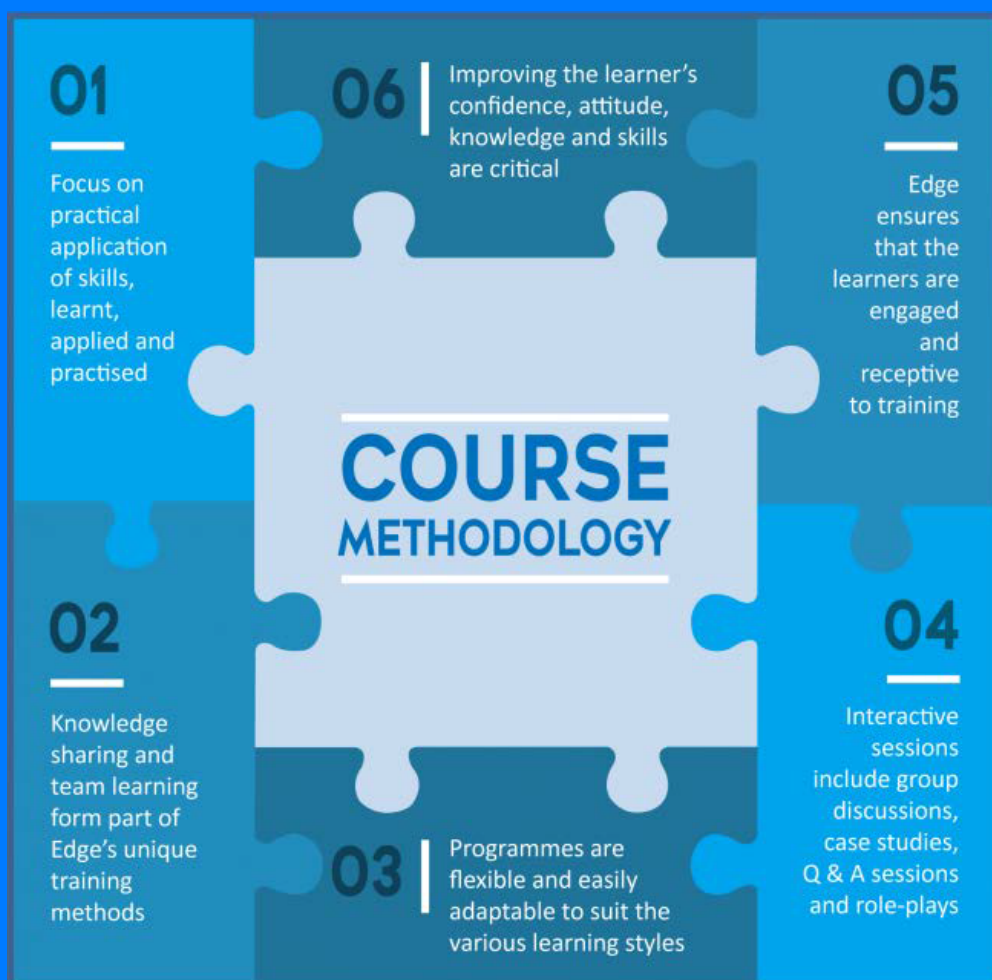 01
Focus on
practical
application
of skills,
learnt,
applied and
practised
06
Improving the learner's
confidence, attitude,
knowledge and skills
are critical
05
Edge
ensures
that the
learners are
engaged
and
receptive
to training
COURSE
METHODOLOGY
02
Knowledge
sharing and
team learning
form part of
Edge's unique
training
methods
03
Programmes are
flexible and easily
adaptable to suit the
various learning styles
04
Interactive
sessions
include group
discussions,
case studies,
Q & A sessions
and role-plays